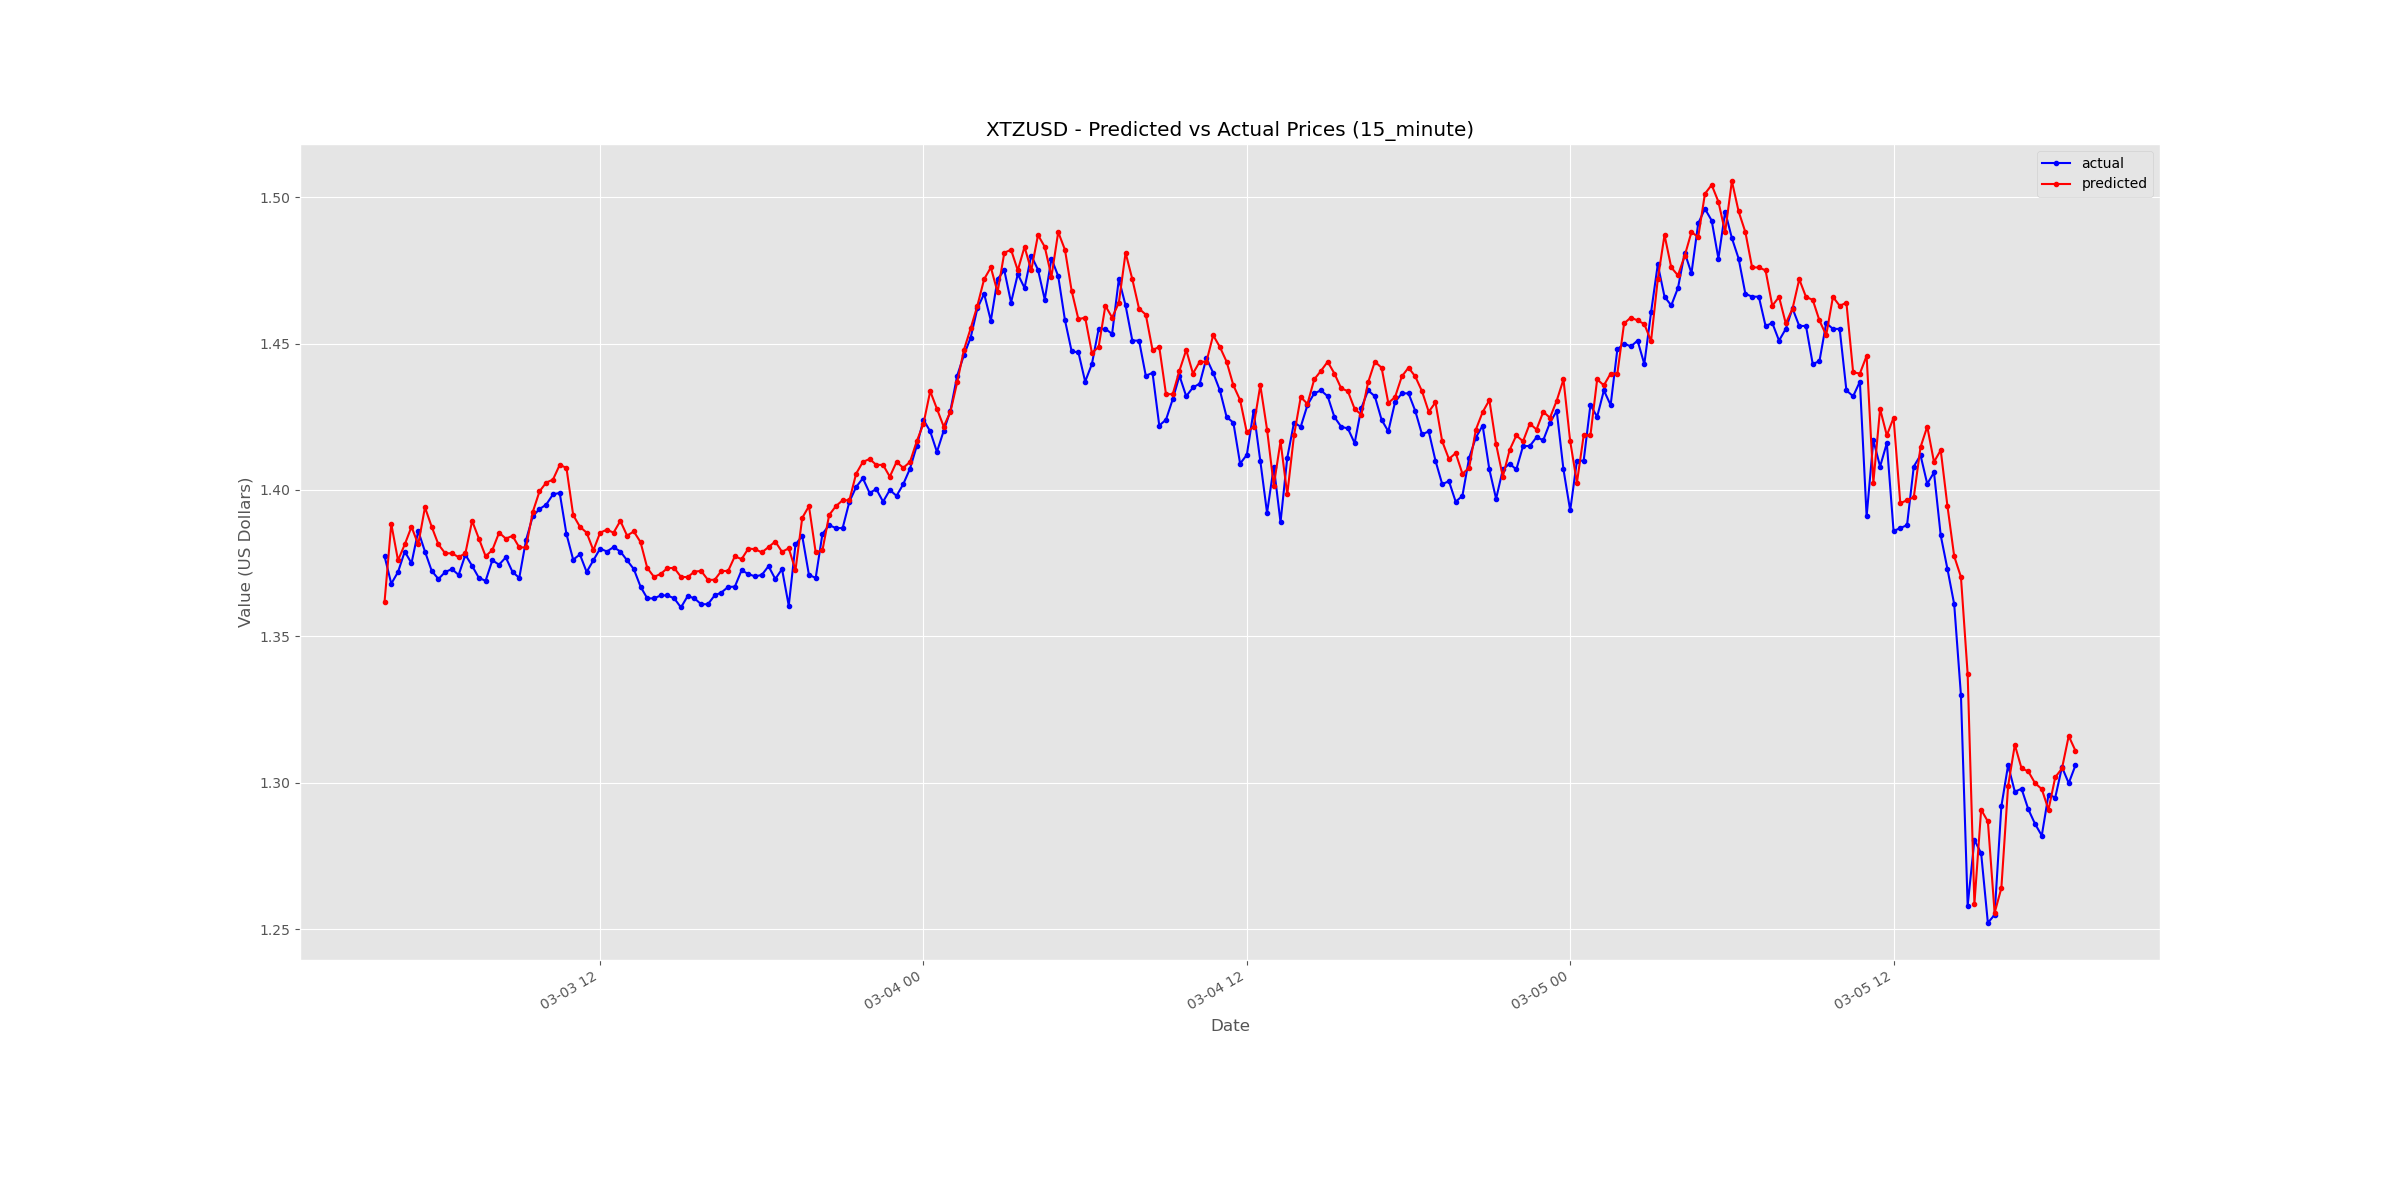 XTZUSD - Predicted vs Actual Prices (15_minute)
actual
predicted
Value (US Dollars)
1.50
1.45
1.40
1.35
1.30
1.25
03-03 12
03-04 00
03-04 12
03-05 00
03-05 12
Date